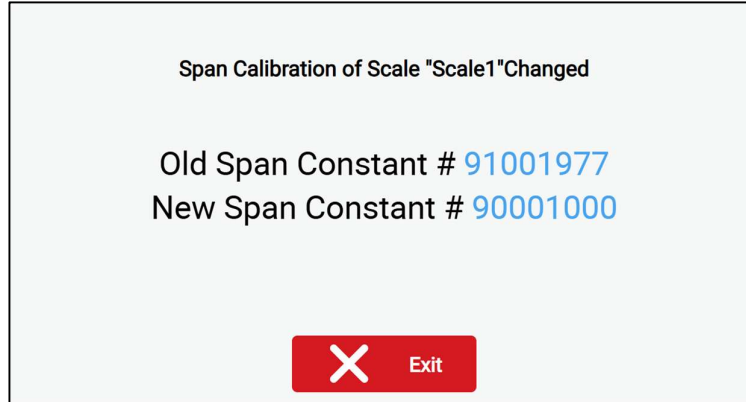 Span Calibration of Scale "Scale1"Changed
Old Span Constant # 91001977
New Span Constant # 90001000
Exit